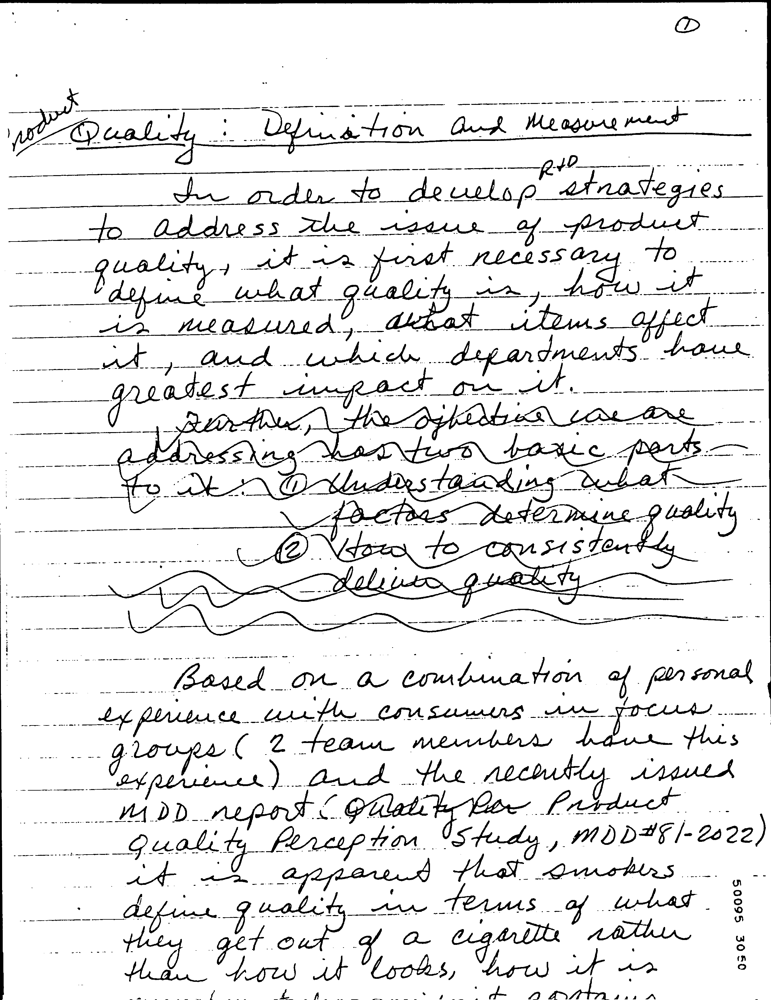 ①
Product Quality : Definition and Measurement
In order to develop R+D strategies
to address the issue of product
quality, it is first necessary to
define what quality is, how it
is measured, what items affect
it, and which departments have
greatest impact on it.
Further, the objective we are
addressing has two basic parts
to it: ① Understanding what
factors determine quality
② How to consistently
deliver quality
Based on a combination of personal
experience with consumers in focus
groups ( 2 team members have this
experience) and the recently issued
MDD report ( Quality Per Product
Quality Perception Study, MDD#81-2022)
it is apparent that smokers
define quality in terms of what
they get out of a cigarette rather
than how it looks, how it is
50095 3050